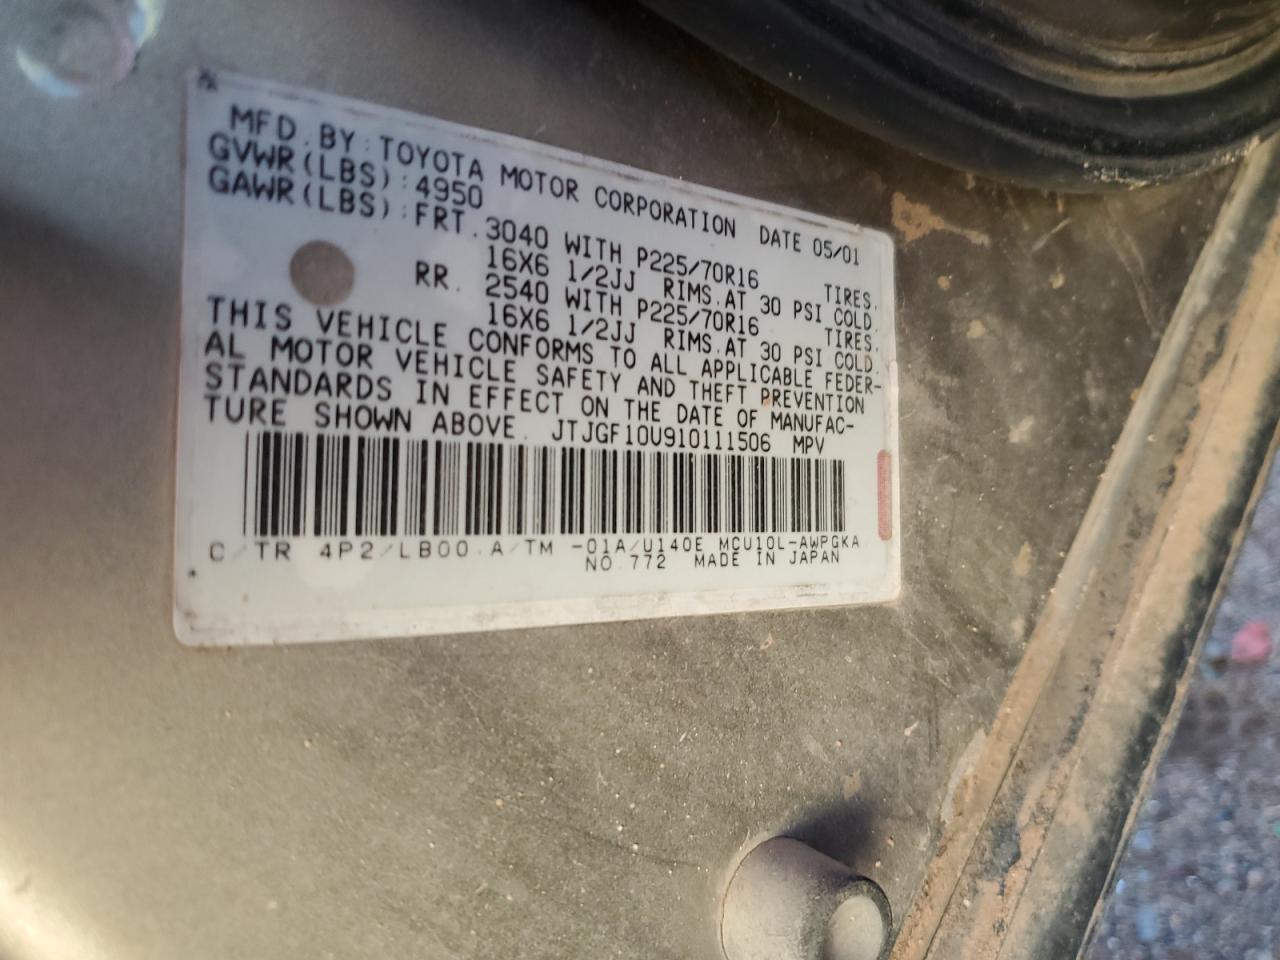 MFD. BY: TOYOTA MOTOR CORPORATION DATE 05/01
GVWR(LBS): 4950
GAWR(LBS): FRT. 3040 WITH P225/70R16 TIRES.
16X6 1/2JJ RIMS. AT 30 PSI COLD.
RR. 2540 WITH P225/70R16 TIRES.
16X6 1/2JJ RIMS. AT 30 PSI COLD.
THIS VEHICLE CONFORMS TO ALL APPLICABLE FEDER-
AL MOTOR VEHICLE SAFETY AND THEFT PREVENTION
STANDARDS IN EFFECT ON THE DATE OF MANUFAC-
TURE SHOWN ABOVE. JTJGF10U910111506 MPV
C/TR 4P2/LB00. A/TM -01A/U140E MCU10L-AWPGKA
NO.772 MADE IN JAPAN